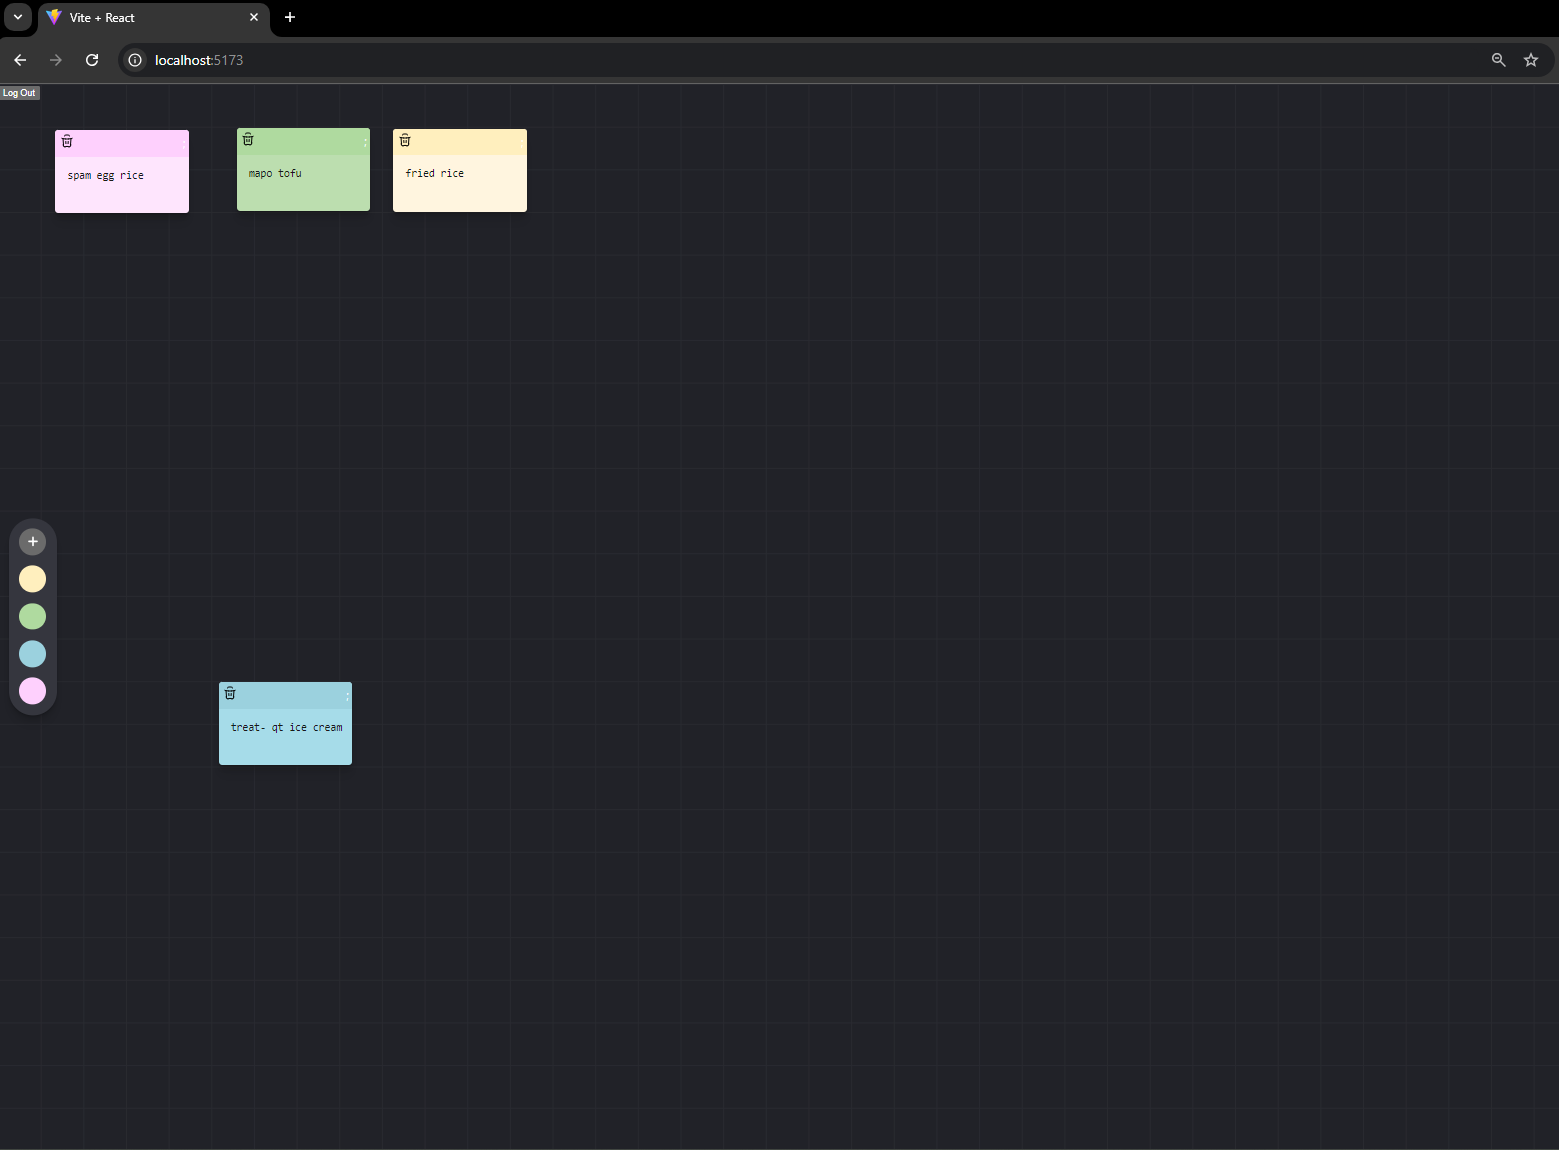 Vite + React
localhost:5173
Log Out
spam egg rice
mapo tofu
fried rice
treat- qt ice cream